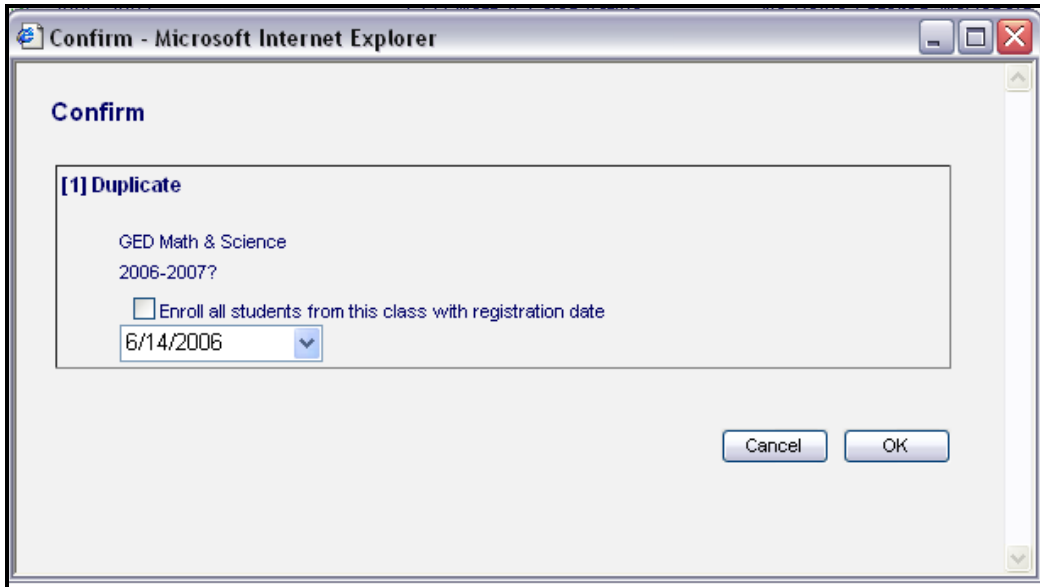 Confirm - Microsoft Internet Explorer
Confirm
[1] Duplicate
GED Math & Science
2006-2007?
Enroll all students from this class with registration date
6/14/2006
Cancel OK